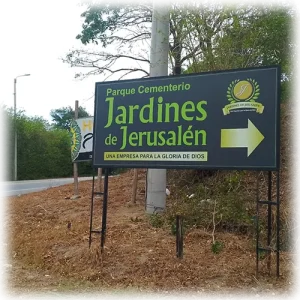 Parque Cementerio
Jardines
de Jerusalén
UNA EMPRESA PARA LA GLORIA DE DIOS